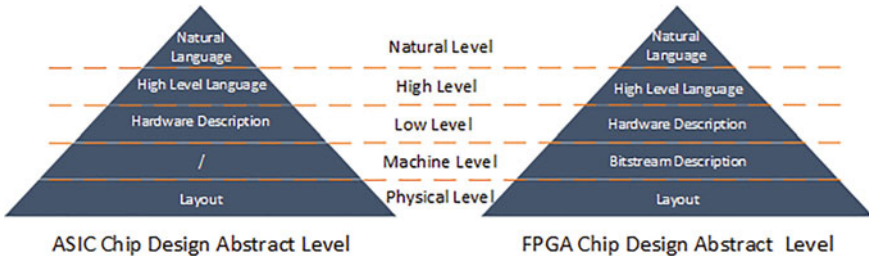 Natural
Language
Natural Level
Natural
Language
High Level Language
High Level
High Level Language
Hardware Description
Low Level
Hardware Description
/
Machine Level
Bitstream Description
Layout
Physical Level
Layout
ASIC Chip Design Abstract Level
FPGA Chip Design Abstract Level